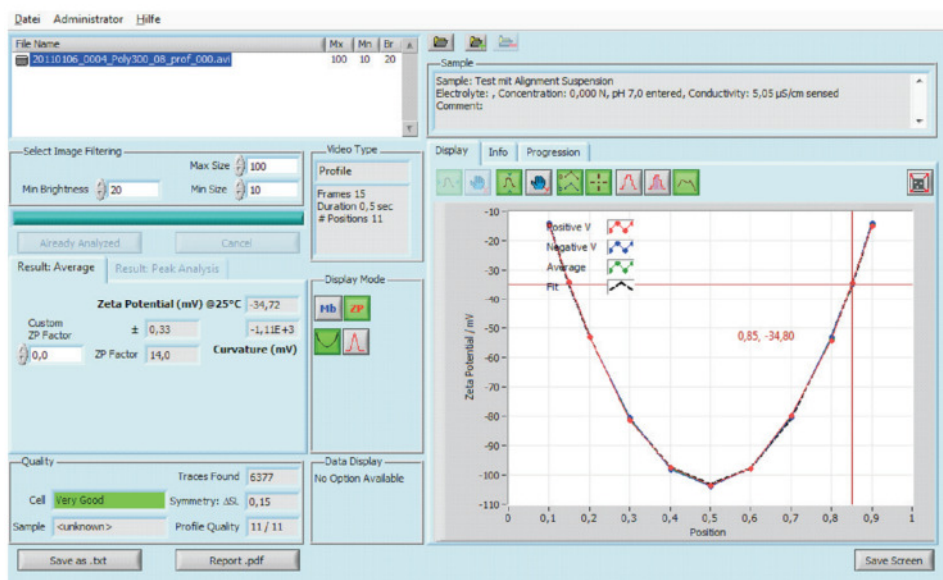 Datei Administrator Hilfe
File Name Mx Mn Br
20110106_0004_Poly300_08_prof_000.avi 100 10 20
Sample
Sample: Test mit Alignment Suspension
Electrolyte: , Concentration: 0,000 N, pH 7,0 entered, Conductivity: 5,05 µS/cm sensed
Comment:
Select Image Filtering
Max Size 100
Min Brightness 20 Min Size 10
Already Analyzed Cancel
Video Type
Profile
Frames 15
Duration 0,5 sec
# Positions 11
Result: Average Result: Peak Analysis
Zeta Potential (mV) @25°C -34,72
± 0,33 -1,11E+3
Custom
ZP Factor
0,0 ZP Factor 14,0 Curvature (mV)
Display Mode
Mb ZP
Quality
Traces Found 6377
Cell Very Good Symmetry: ΔSL 0,15
Sample <unknown> Profile Quality 11 / 11
Data Display
No Option Available
Save as .txt Report .pdf
Display Info Progression
Positive V
Negative V
Average
Fit
0,85, -34,80
Zeta Potential / mV
-10
-20
-30
-40
-50
-60
-70
-80
-90
-100
-110
0 0,1 0,2 0,3 0,4 0,5 0,6 0,7 0,8 0,9 1
Position
Save Screen